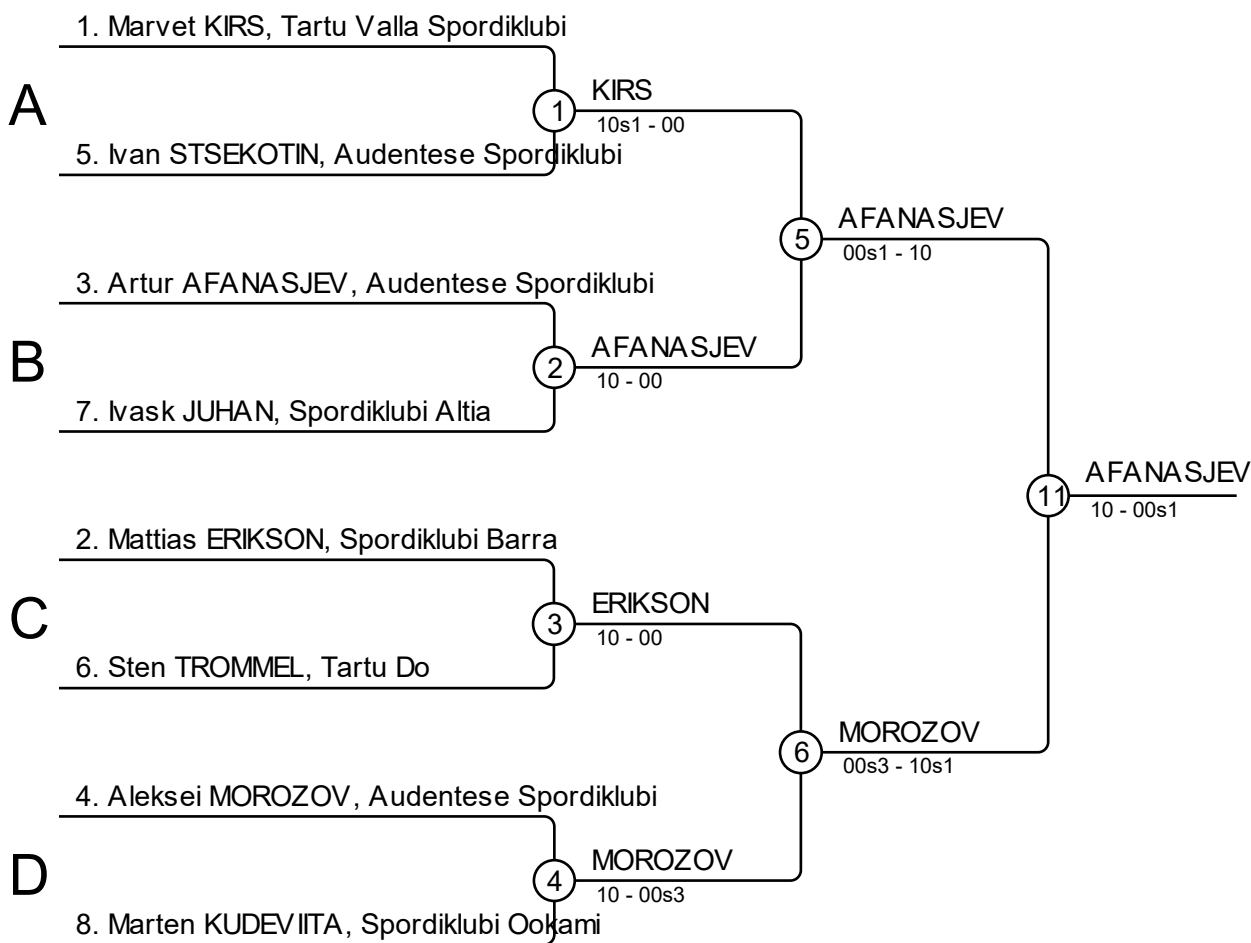 1. Marvet KIRS, Tartu Valla Spordiklubi
A
1
KIRS
10s1 - 00
5. Ivan STSEKOTIN, Audentese Spordiklubi
5
AFANASJEV
00s1 - 10
3. Artur AFANASJEV, Audentese Spordiklubi
B
2
AFANASJEV
10 - 00
7. Ivask JUHAN, Spordiklubi Altia
11
AFANASJEV
10 - 00s1
2. Mattias ERIKSON, Spordiklubi Barra
C
3
ERIKSON
10 - 00
6. Sten TROMMEL, Tartu Do
6
MOROZOV
00s3 - 10s1
4. Aleksei MOROZOV, Audentese Spordiklubi
D
4
MOROZOV
10 - 00s3
8. Marten KUDEVIITA, Spordiklubi Ookami